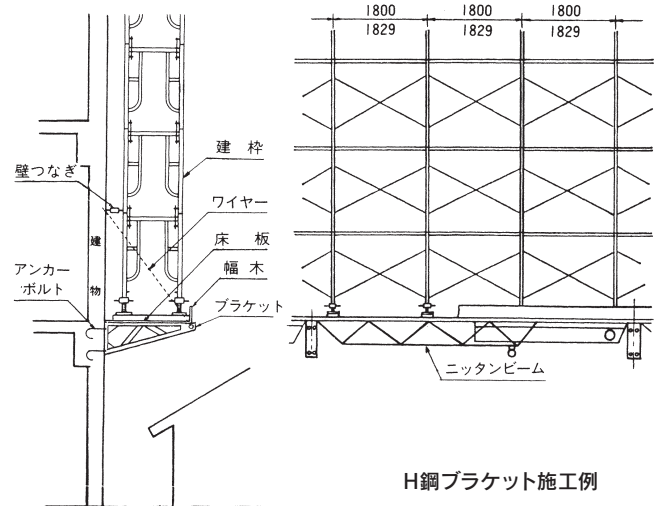 1800 1800 1800
1829 1829 1829
建枠
壁つなぎ
ワイヤー
建物
床板
幅木
アンカーボルト
ブラケット
ニッタンビーム
H鋼ブラケット施工例